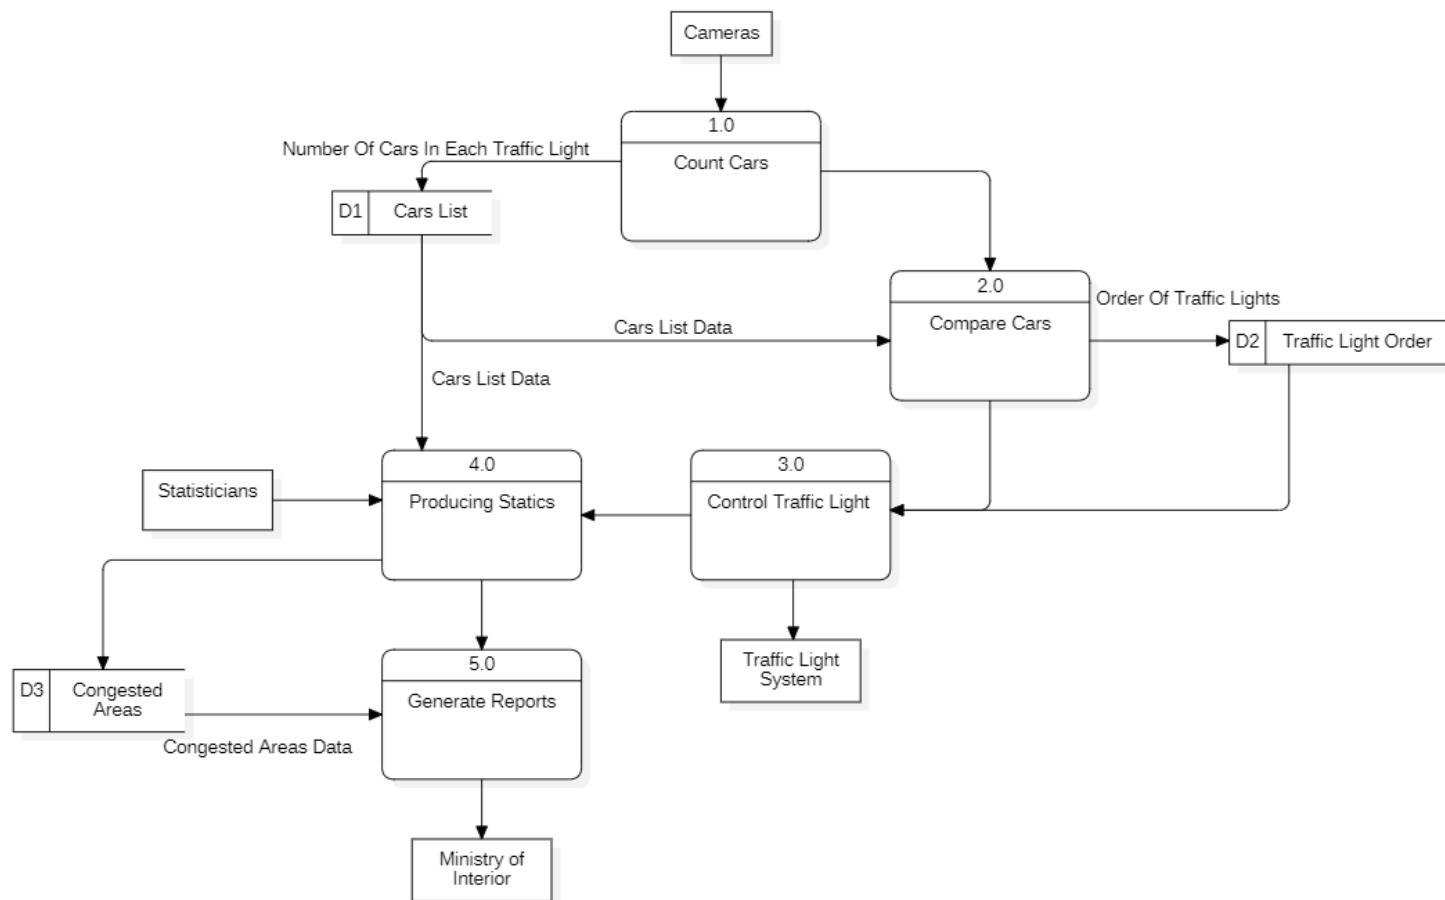 Cameras
1.0
Count Cars
Number Of Cars In Each Traffic Light
D1
Cars List
2.0
Compare Cars
Order Of Traffic Lights
D2
Traffic Light Order
Cars List Data
Cars List Data
4.0
Producing Statics
3.0
Control Traffic Light
Statisticians
5.0
Generate Reports
Traffic Light
System
D3
Congested
Areas
Congested Areas Data
Ministry of
Interior